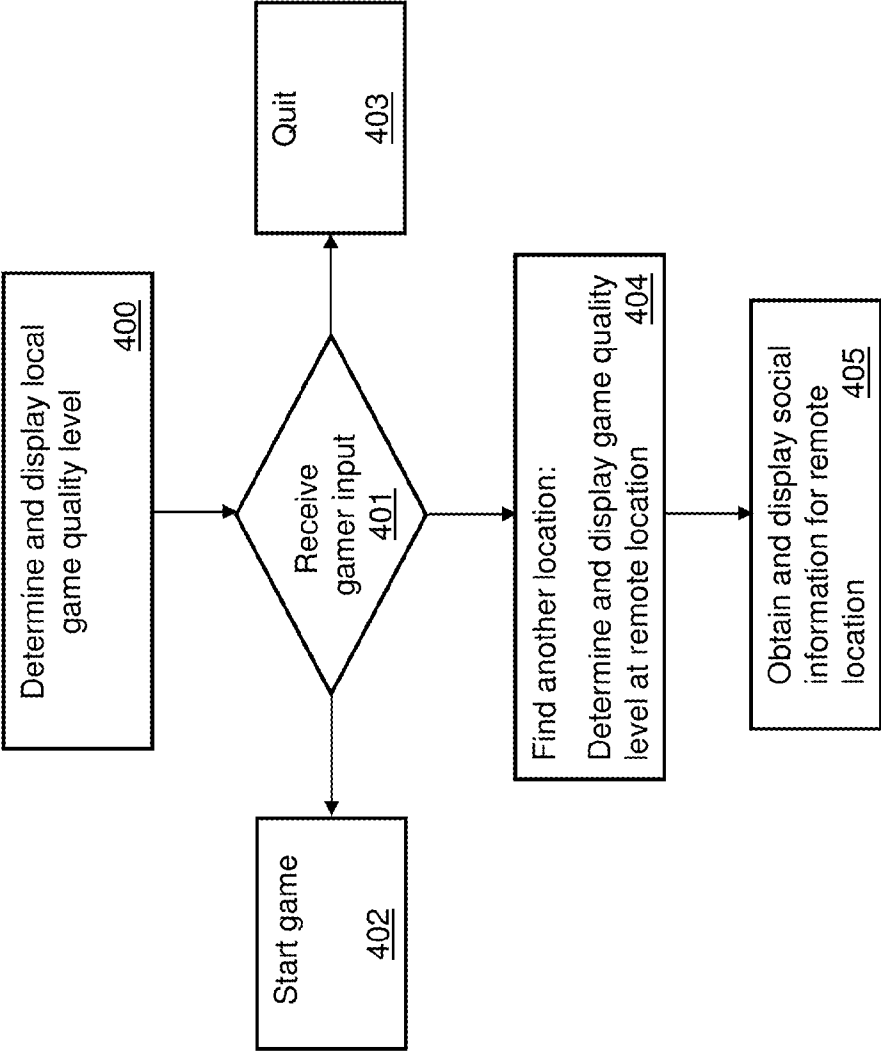 Determine and display local
game quality level
400
Receive
gamer input
401
Start game
402
Quit
403
Find another location:
Determine and display game quality
level at remote location
404
Obtain and display social
information for remote
location
405